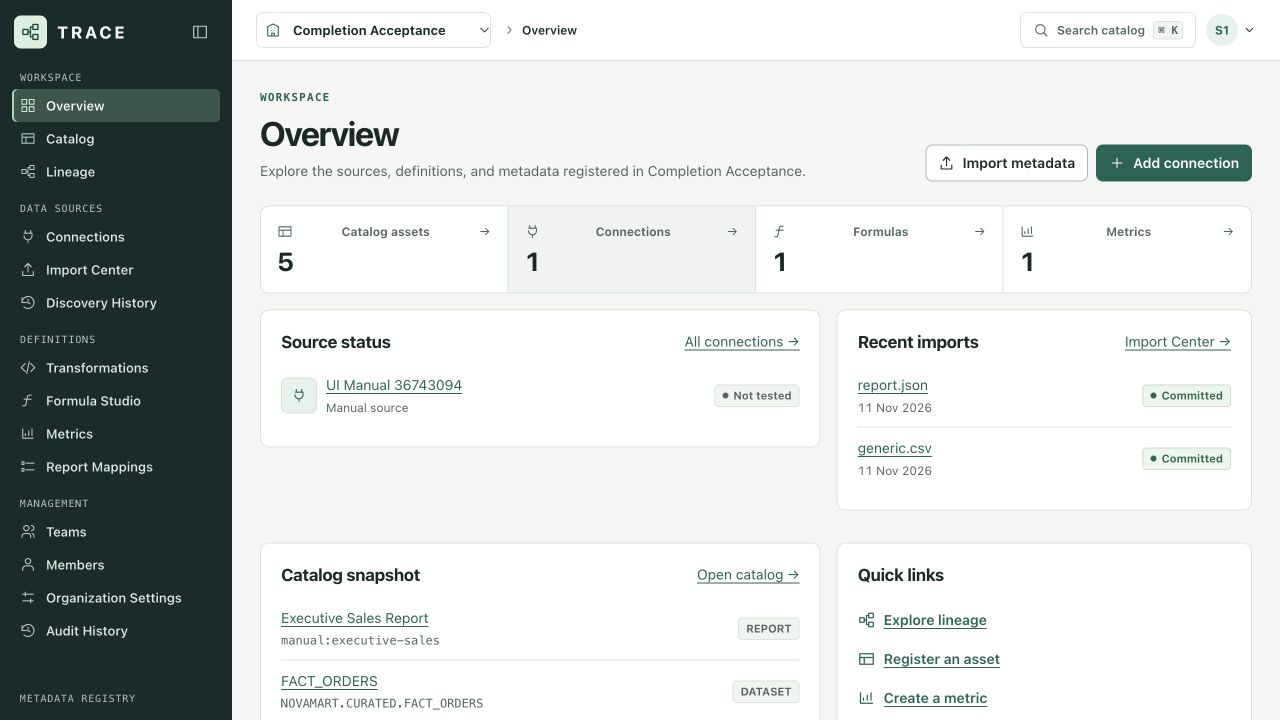 TRACE
WORKSPACE
Overview
Catalog
Lineage
DATA SOURCES
Connections
Import Center
Discovery History
DEFINITIONS
Transformations
Formula Studio
Metrics
Report Mappings
MANAGEMENT
Teams
Members
Organization Settings
Audit History
METADATA REGISTRY
Completion Acceptance
Overview
Search catalog ⌘ K
S1
WORKSPACE
Overview
Explore the sources, definitions, and metadata registered in Completion Acceptance.
Import metadata
Add connection
Catalog assets →
5
Connections →
1
Formulas →
1
Metrics →
1
Source status
All connections →
UI Manual 36743094
Manual source
Not tested
Recent imports
Import Center →
report.json
11 Nov 2026
Committed
generic.csv
11 Nov 2026
Committed
Catalog snapshot
Open catalog →
Executive Sales Report
manual:executive-sales
REPORT
FACT_ORDERS
NOVAMART.CURATED.FACT_ORDERS
DATASET
Quick links
Explore lineage
Register an asset
Create a metric